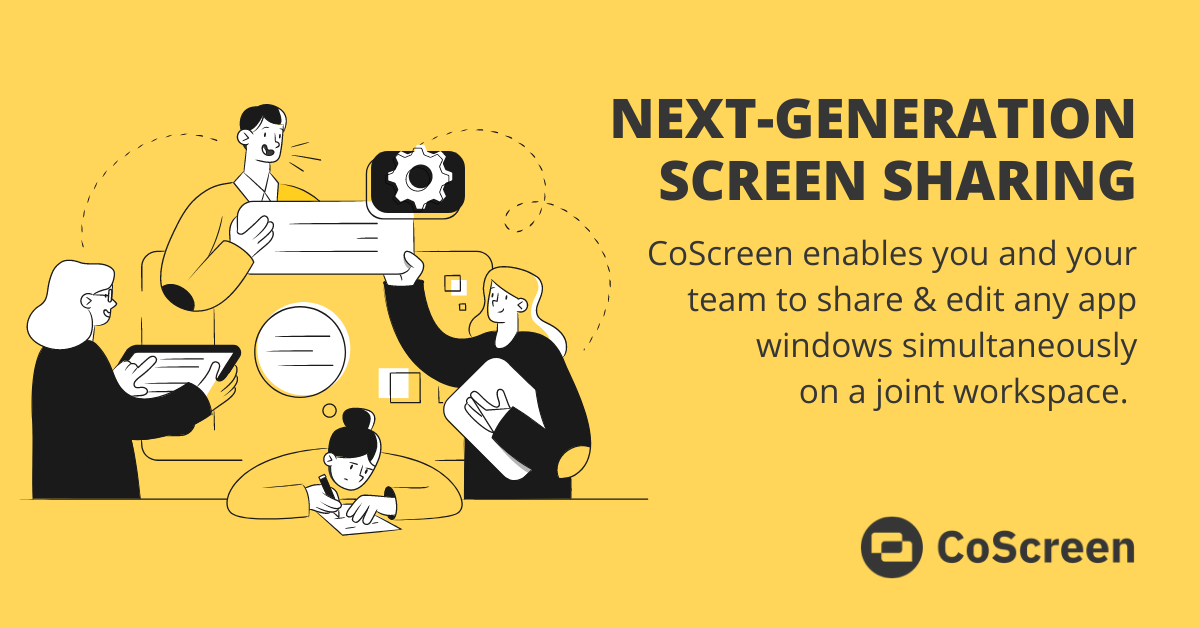 NEXT-GENERATION
SCREEN SHARING
CoScreen enables you and your
team to share & edit any app
windows simultaneously
on a joint workspace.
CoScreen